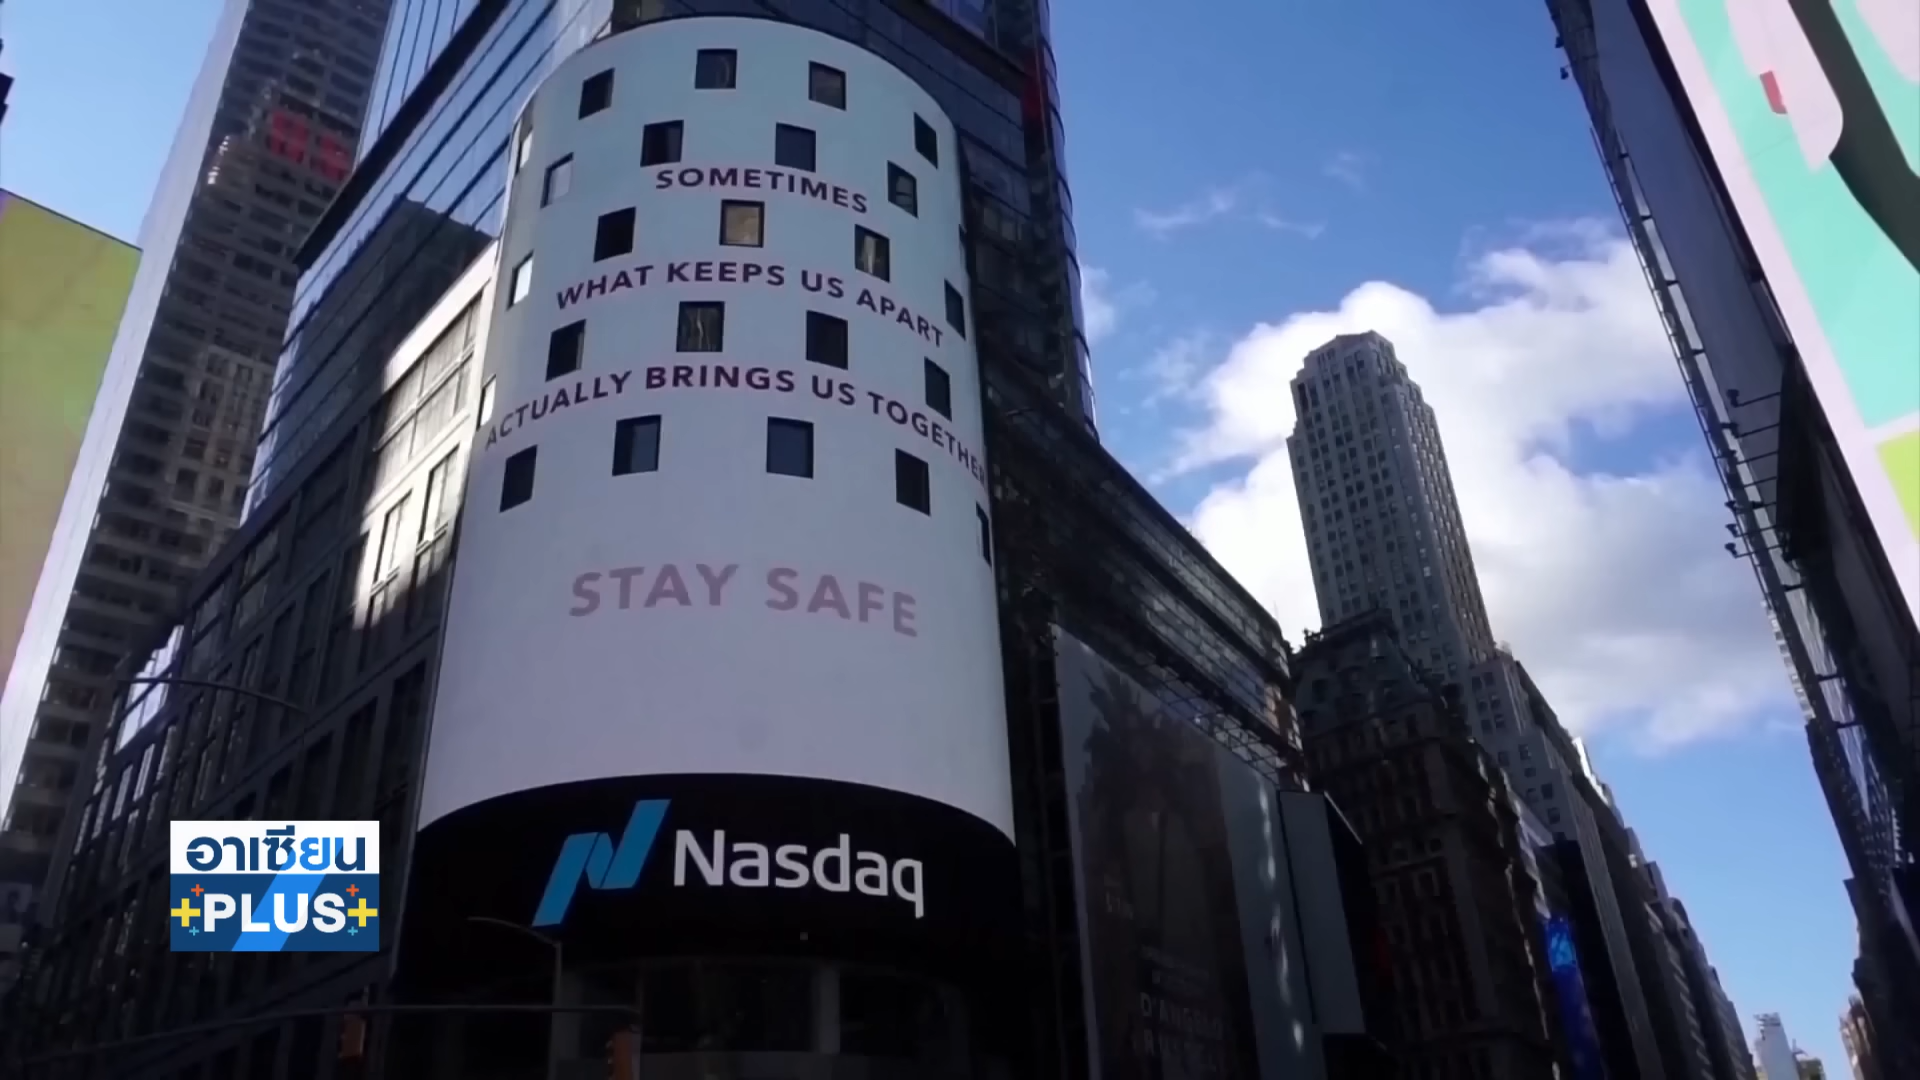 SOMETIMES
WHAT KEEPS US APART
ACTUALLY BRINGS US TOGETHER
STAY SAFE
Nasdaq
อาเซียน
PLUS
D'ANGELO